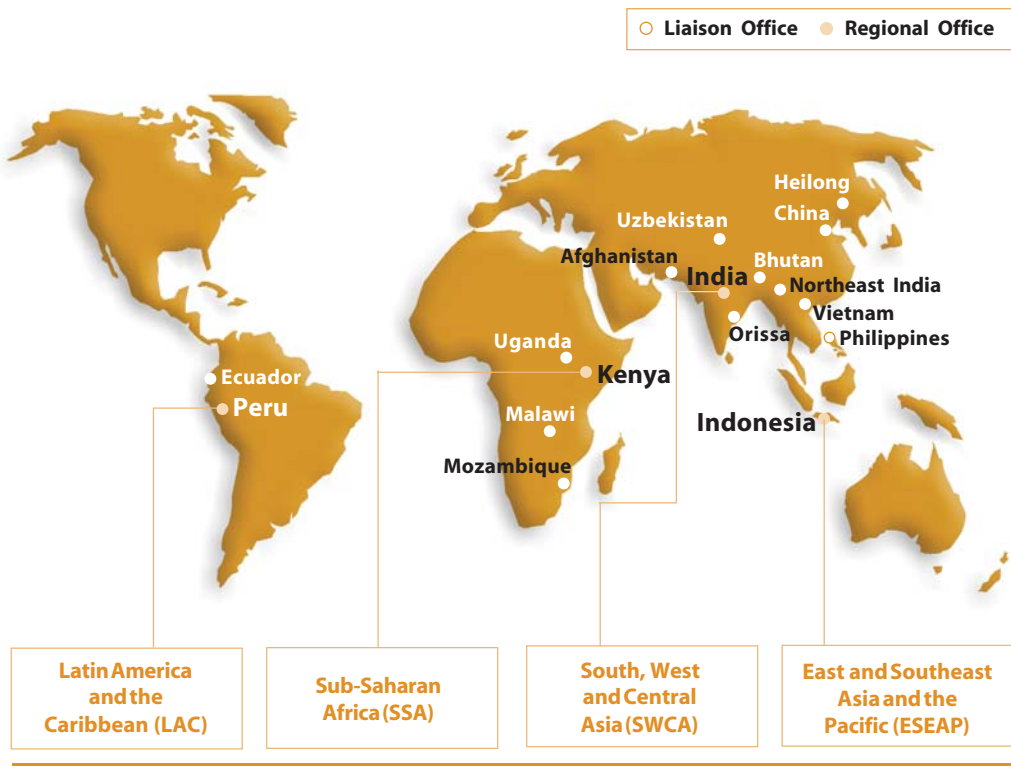 Liaison Office Regional Office
Heilong
China
Uzbekistan
Afghanistan
Bhutan
India
Northeast India
Vietnam
Orissa
Philippines
Uganda
Kenya
Ecuador
Peru
Malawi
Indonesia
Mozambique
Latin America
and the
Caribbean (LAC)
Sub-Saharan
Africa (SSA)
South, West
and Central
Asia (SWCA)
East and Southeast
Asia and the
Pacific (ESEAP)